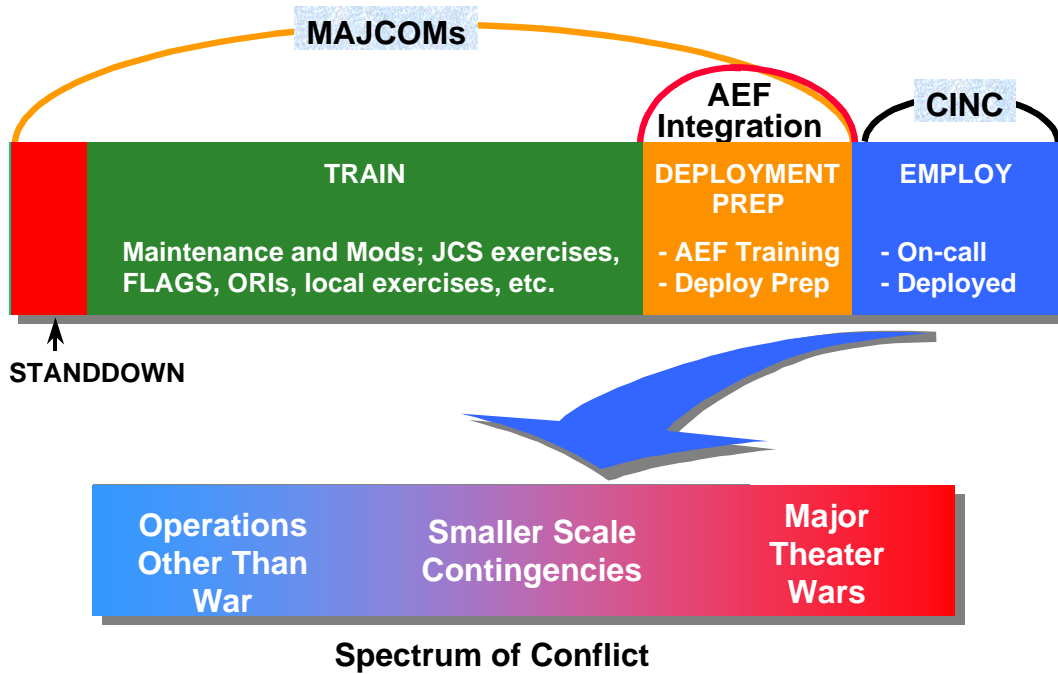 MAJCOMs
AEF
Integration
CINC
TRAIN
Maintenance and Mods; JCS exercises,
FLAGS, ORIs, local exercises, etc.
DEPLOYMENT
PREP
- AEF Training
- Deploy Prep
EMPLOY
- On-call
- Deployed
STANDDOWN
Operations
Other Than
War
Smaller Scale
Contingencies
Major
Theater
Wars
Spectrum of Conflict